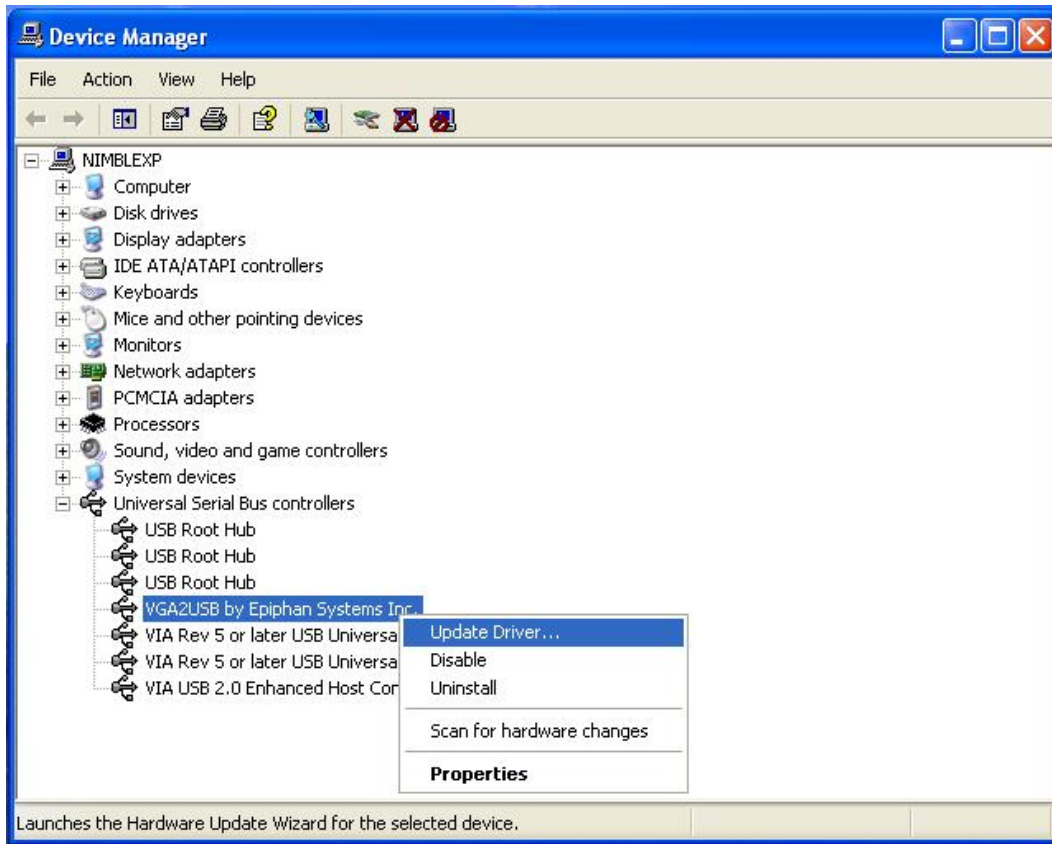 Device Manager
File Action View Help
NIMBLEXP
Computer
Disk drives
Display adapters
IDE ATA/ATAPI controllers
Keyboards
Mice and other pointing devices
Monitors
Network adapters
PCMCIA adapters
Processors
Sound, video and game controllers
System devices
Universal Serial Bus controllers
USB Root Hub
USB Root Hub
USB Root Hub
VGA2USB by Epiphan Systems Inc.
VIA Rev 5 or later USB Universa
VIA Rev 5 or later USB Universa
VIA USB 2.0 Enhanced Host Con
Update Driver...
Disable
Uninstall
Scan for hardware changes
Properties
Launches the Hardware Update Wizard for the selected device.